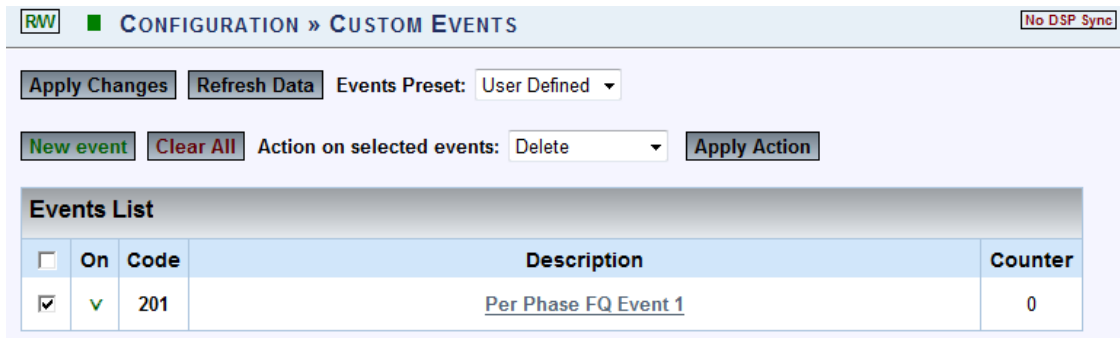 R/W CONFIGURATION » CUSTOM EVENTS No DSP Sync
Apply Changes Refresh Data Events Preset: User Defined
New event Clear All Action on selected events: Delete Apply Action
Events List
On Code Description Counter
v 201 Per Phase FQ Event 1 0